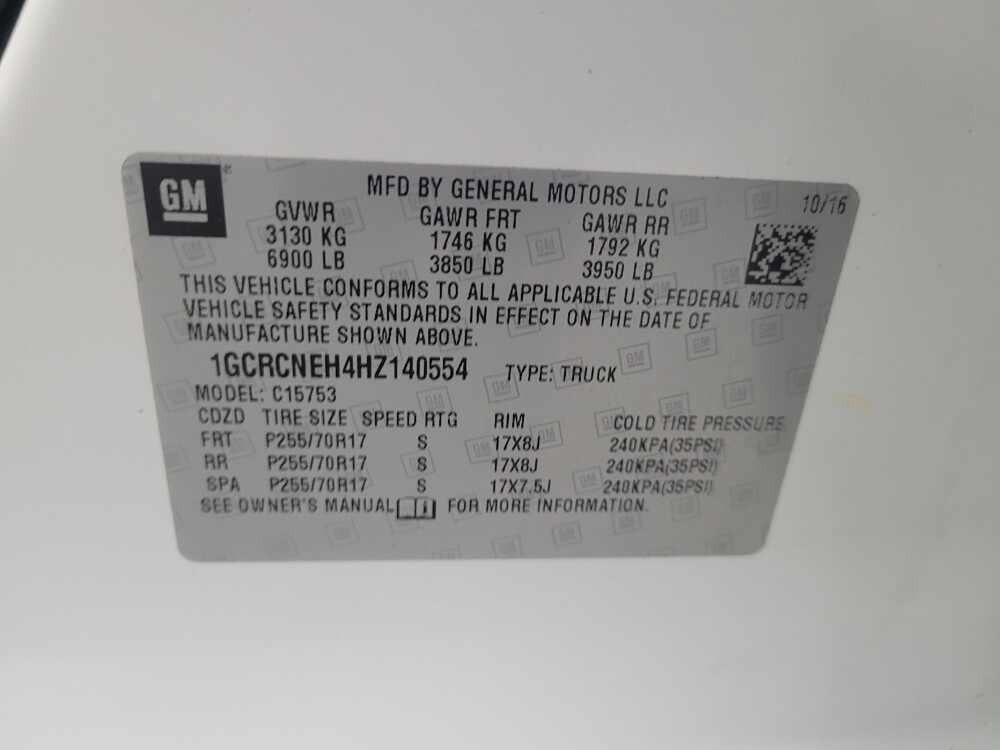 GM
MFD BY GENERAL MOTORS LLC
10/16
GVWR GAWR FRT GAWR RR
3130 KG 1746 KG 1792 KG
6900 LB 3850 LB 3950 LB
THIS VEHICLE CONFORMS TO ALL APPLICABLE U.S. FEDERAL MOTOR
VEHICLE SAFETY STANDARDS IN EFFECT ON THE DATE OF
MANUFACTURE SHOWN ABOVE.
1GCRCNEH4HZ140554 TYPE: TRUCK
MODEL: C15753
CDZD TIRE SIZE SPEED RTG RIM COLD TIRE PRESSURE
FRT P255/70R17 S 17X8J 240KPA(35PSI)
RR P255/70R17 S 17X8J 240KPA(35PSI)
SPA P255/70R17 S 17X7.5J 240KPA(35PSI)
SEE OWNER'S MANUAL i FOR MORE INFORMATION.